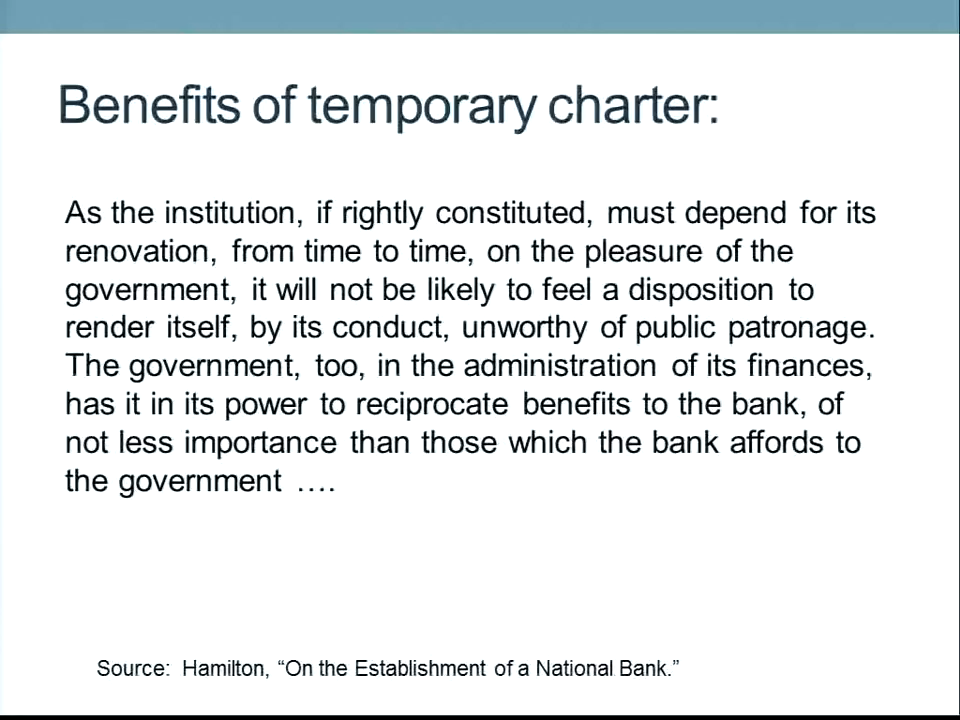 Benefits of temporary charter:
As the institution, if rightly constituted, must depend for its
renovation, from time to time, on the pleasure of the
government, it will not be likely to feel a disposition to
render itself, by its conduct, unworthy of public patronage.
The government, too, in the administration of its finances,
has it in its power to reciprocate benefits to the bank, of
not less importance than those which the bank affords to
the government ….
Source: Hamilton, “On the Establishment of a National Bank.”